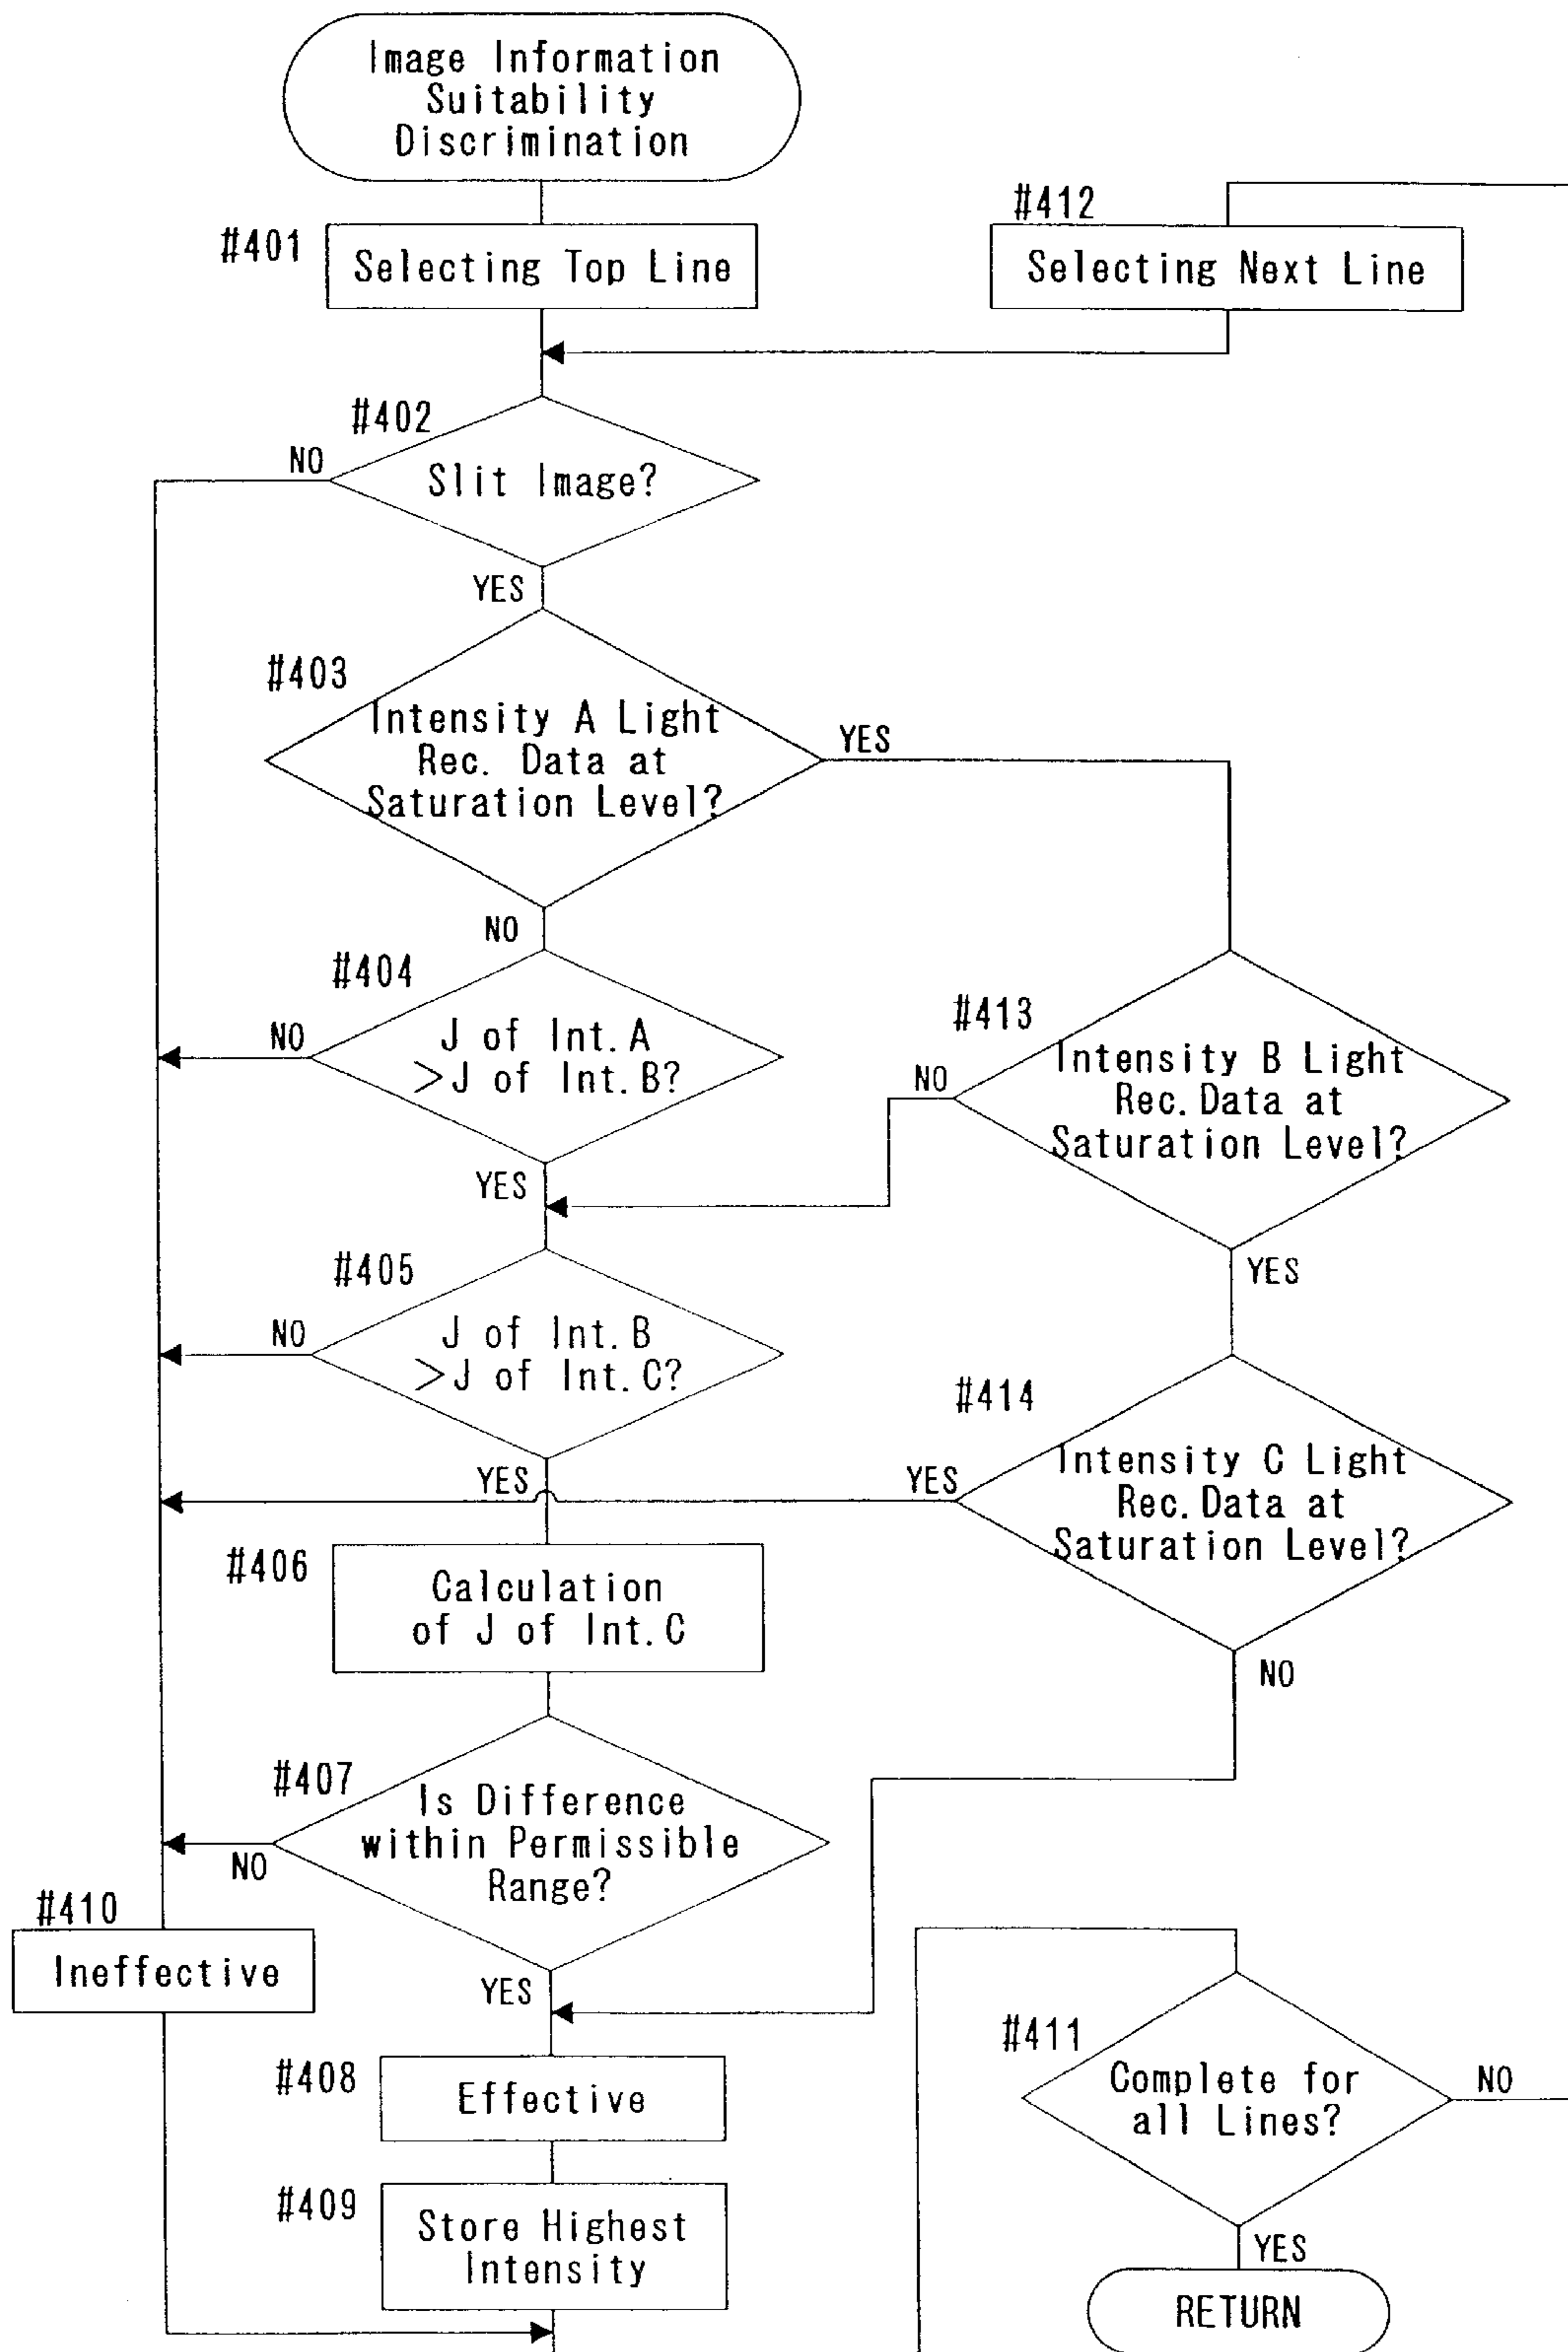 Image Information
Suitability
Discrimination
#412
#401
Selecting Top Line
Selecting Next Line
#402
NO
Slit Image?
YES
#403
Intensity A Light
Rec. Data at
Saturation Level?
YES
NO
#404
NO
J of Int. A
>J of Int. B?
YES
#413
NO
Intensity B Light
Rec. Data at
Saturation Level?
YES
#405
NO
J of Int. B
>J of Int. C?
YES
#414
YES
Intensity C Light
Rec. Data at
Saturation Level?
NO
#406
Calculation
of J of Int. C
#407
Is Difference
within Permissible
Range?
NO
YES
#410
Ineffective
#408
Effective
#409
Store Highest
Intensity
#411
Complete for
all Lines?
NO
YES
RETURN